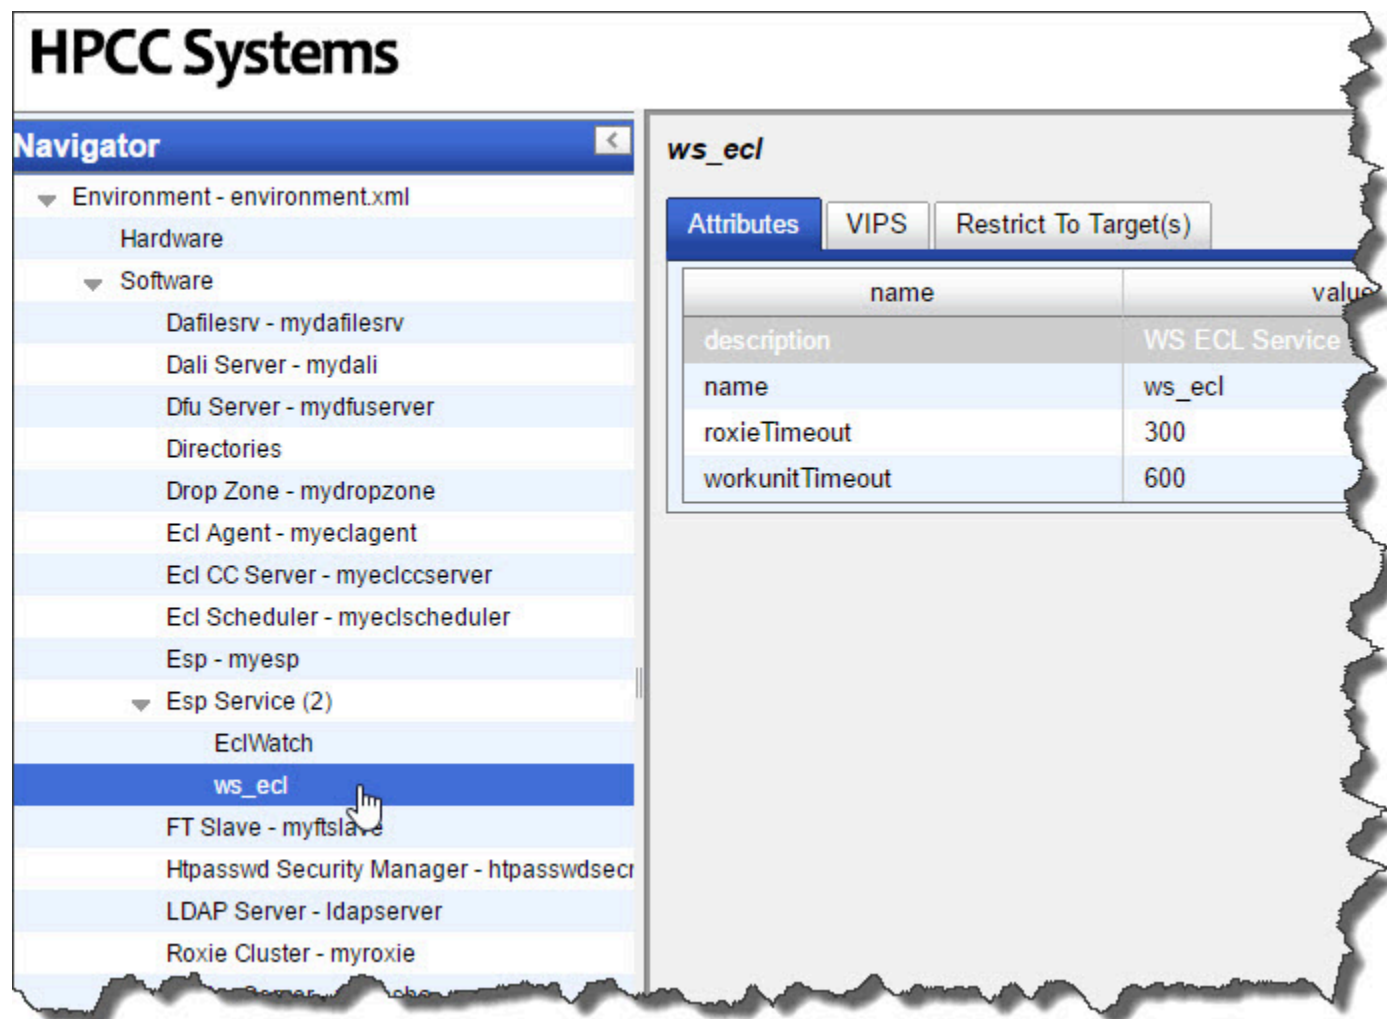 HPCC Systems
Navigator
Environment - environment.xml
Hardware
Software
Dafilesrv - mydafilesrv
Dali Server - mydali
Dfu Server - mydfuserver
Directories
Drop Zone - mydropzone
Ecl Agent - myeclagent
Ecl CC Server - myeclccserver
Ecl Scheduler - myeclscheduler
Esp - myesp
Esp Service (2)
EclWatch
ws_ecl
FT Slave - myftslave
Htpasswd Security Manager - htpasswdsecr
LDAP Server - ldapserver
Roxie Cluster - myroxie
ws_ecl
Attributes VIPS Restrict To Target(s)
name value
description WS ECL Service
name ws_ecl
roxieTimeout 300
workunitTimeout 600